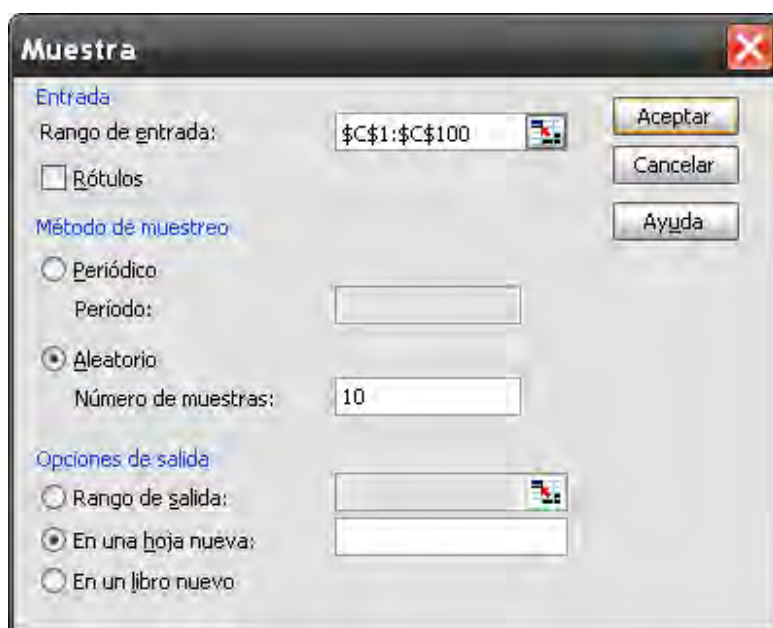 Muestra
Entrada
Rango de entrada: $C$1:$C$100
Aceptar
Rótulos
Cancelar
Método de muestreo
Ayuda
Periódico
Período:
Aleatorio
Número de muestras: 10
Opciones de salida
Rango de salida:
En una hoja nueva:
En un libro nuevo